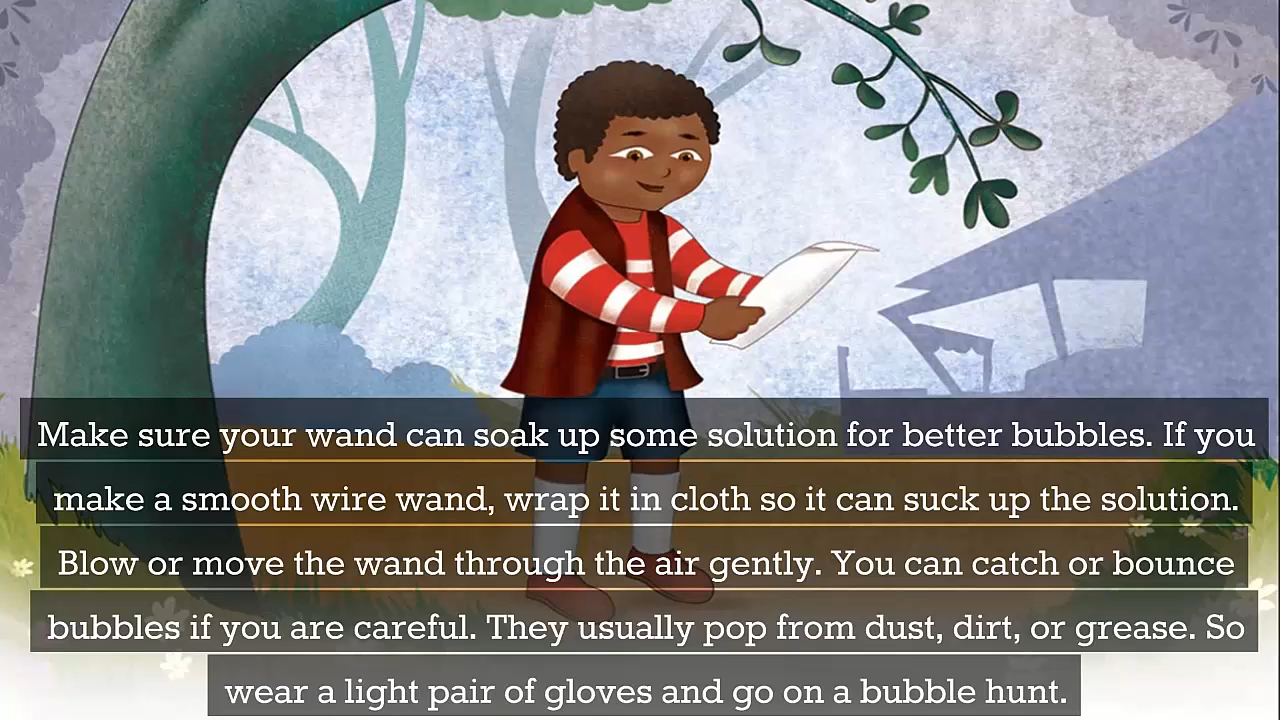 Make sure your wand can soak up some solution for better bubbles. If you
make a smooth wire wand, wrap it in cloth so it can suck up the solution.
Blow or move the wand through the air gently. You can catch or bounce
bubbles if you are careful. They usually pop from dust, dirt, or grease. So
wear a light pair of gloves and go on a bubble hunt.